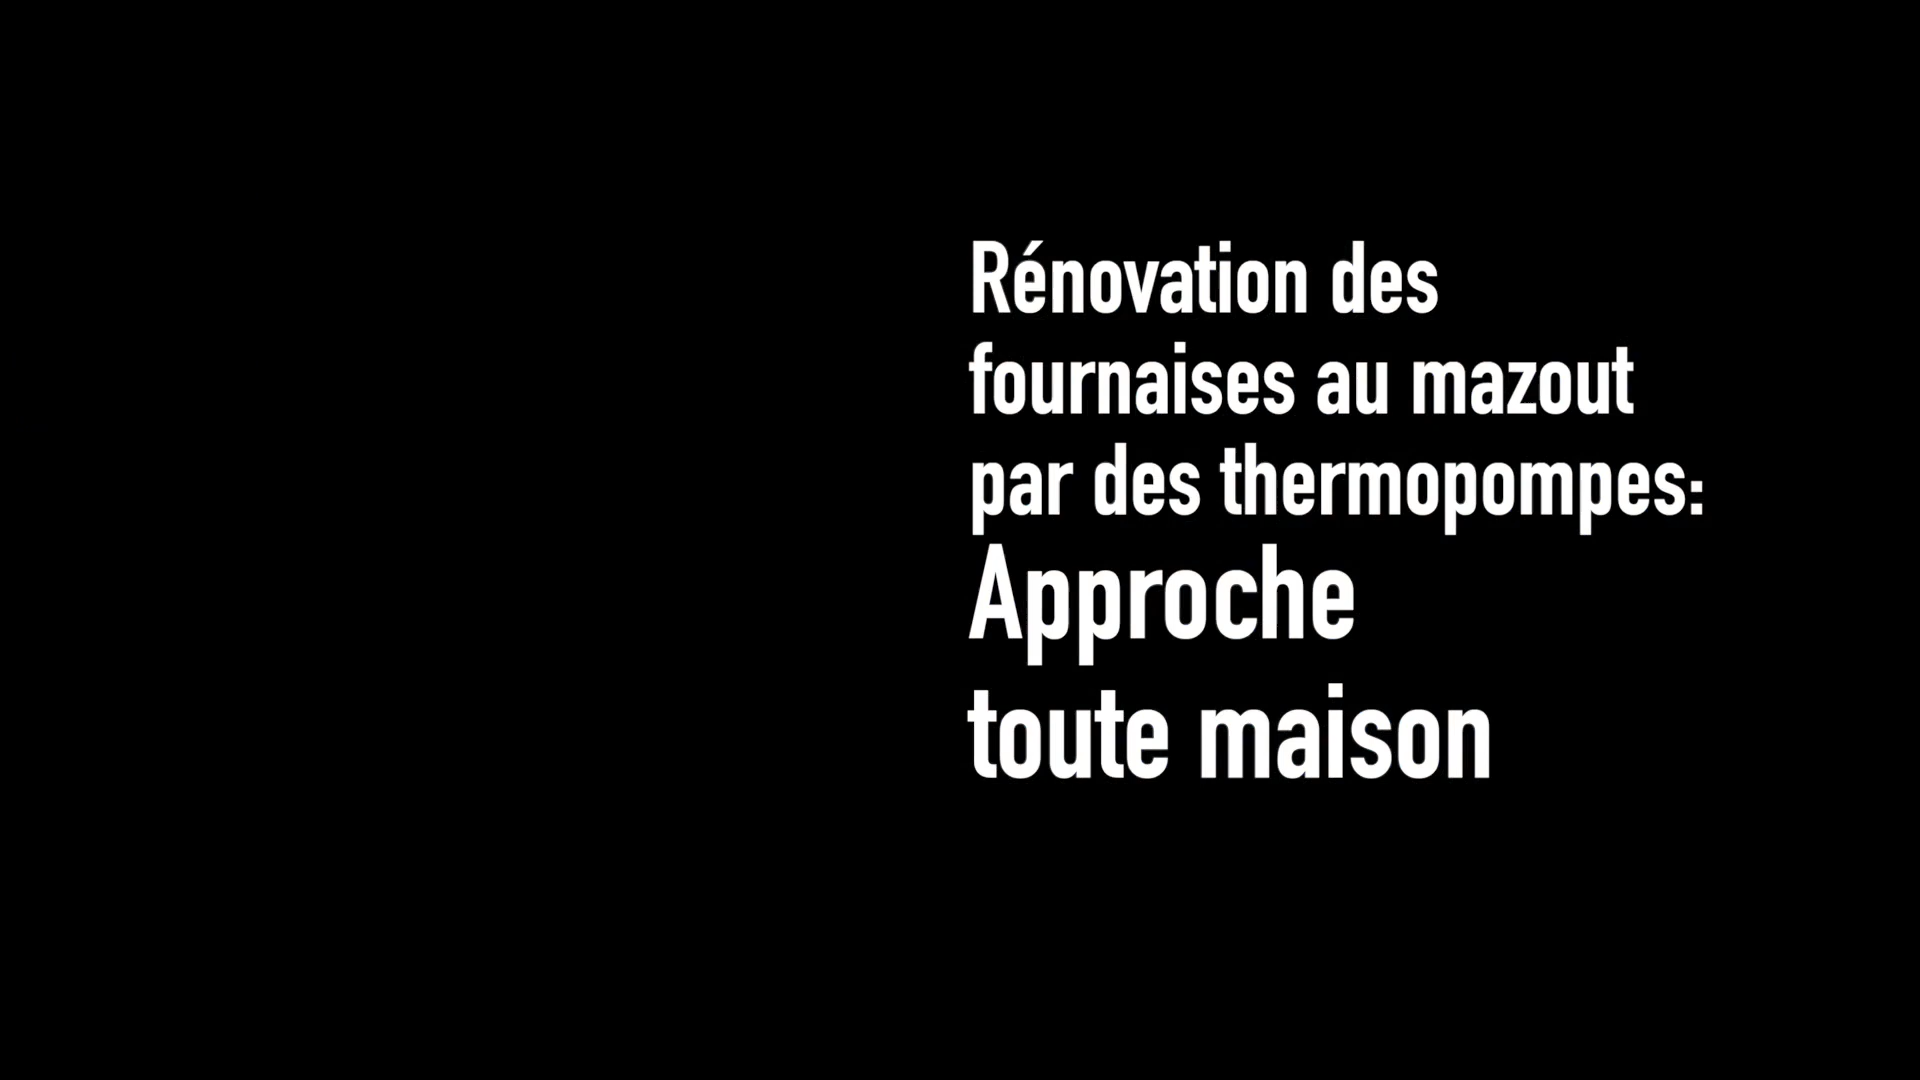 Rénovation des
fournaises au mazout
par des thermopompes:
Approche
toute maison